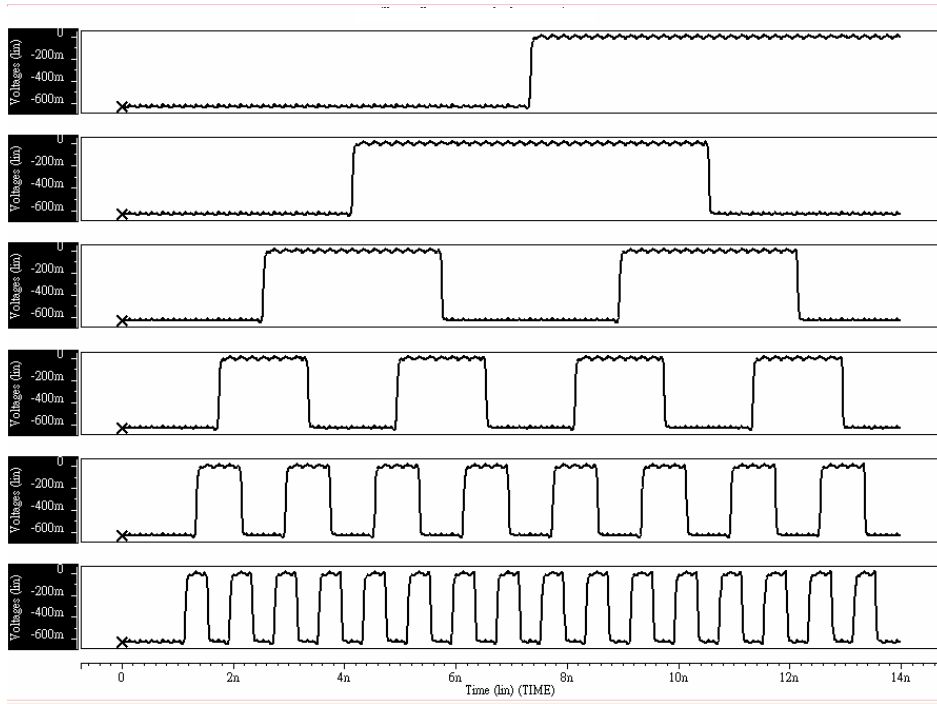 Voltages (lin)
0
-200m
-400m
-600m
Voltages (lin)
0
-200m
-400m
-600m
Voltages (lin)
0
-200m
-400m
-600m
Voltages (lin)
0
-200m
-400m
-600m
Voltages (lin)
0
-200m
-400m
-600m
Voltages (lin)
0
-200m
-400m
-600m
0 2n 4n 6n 8n 10n 12n 14n
Time (lin) (TIME)